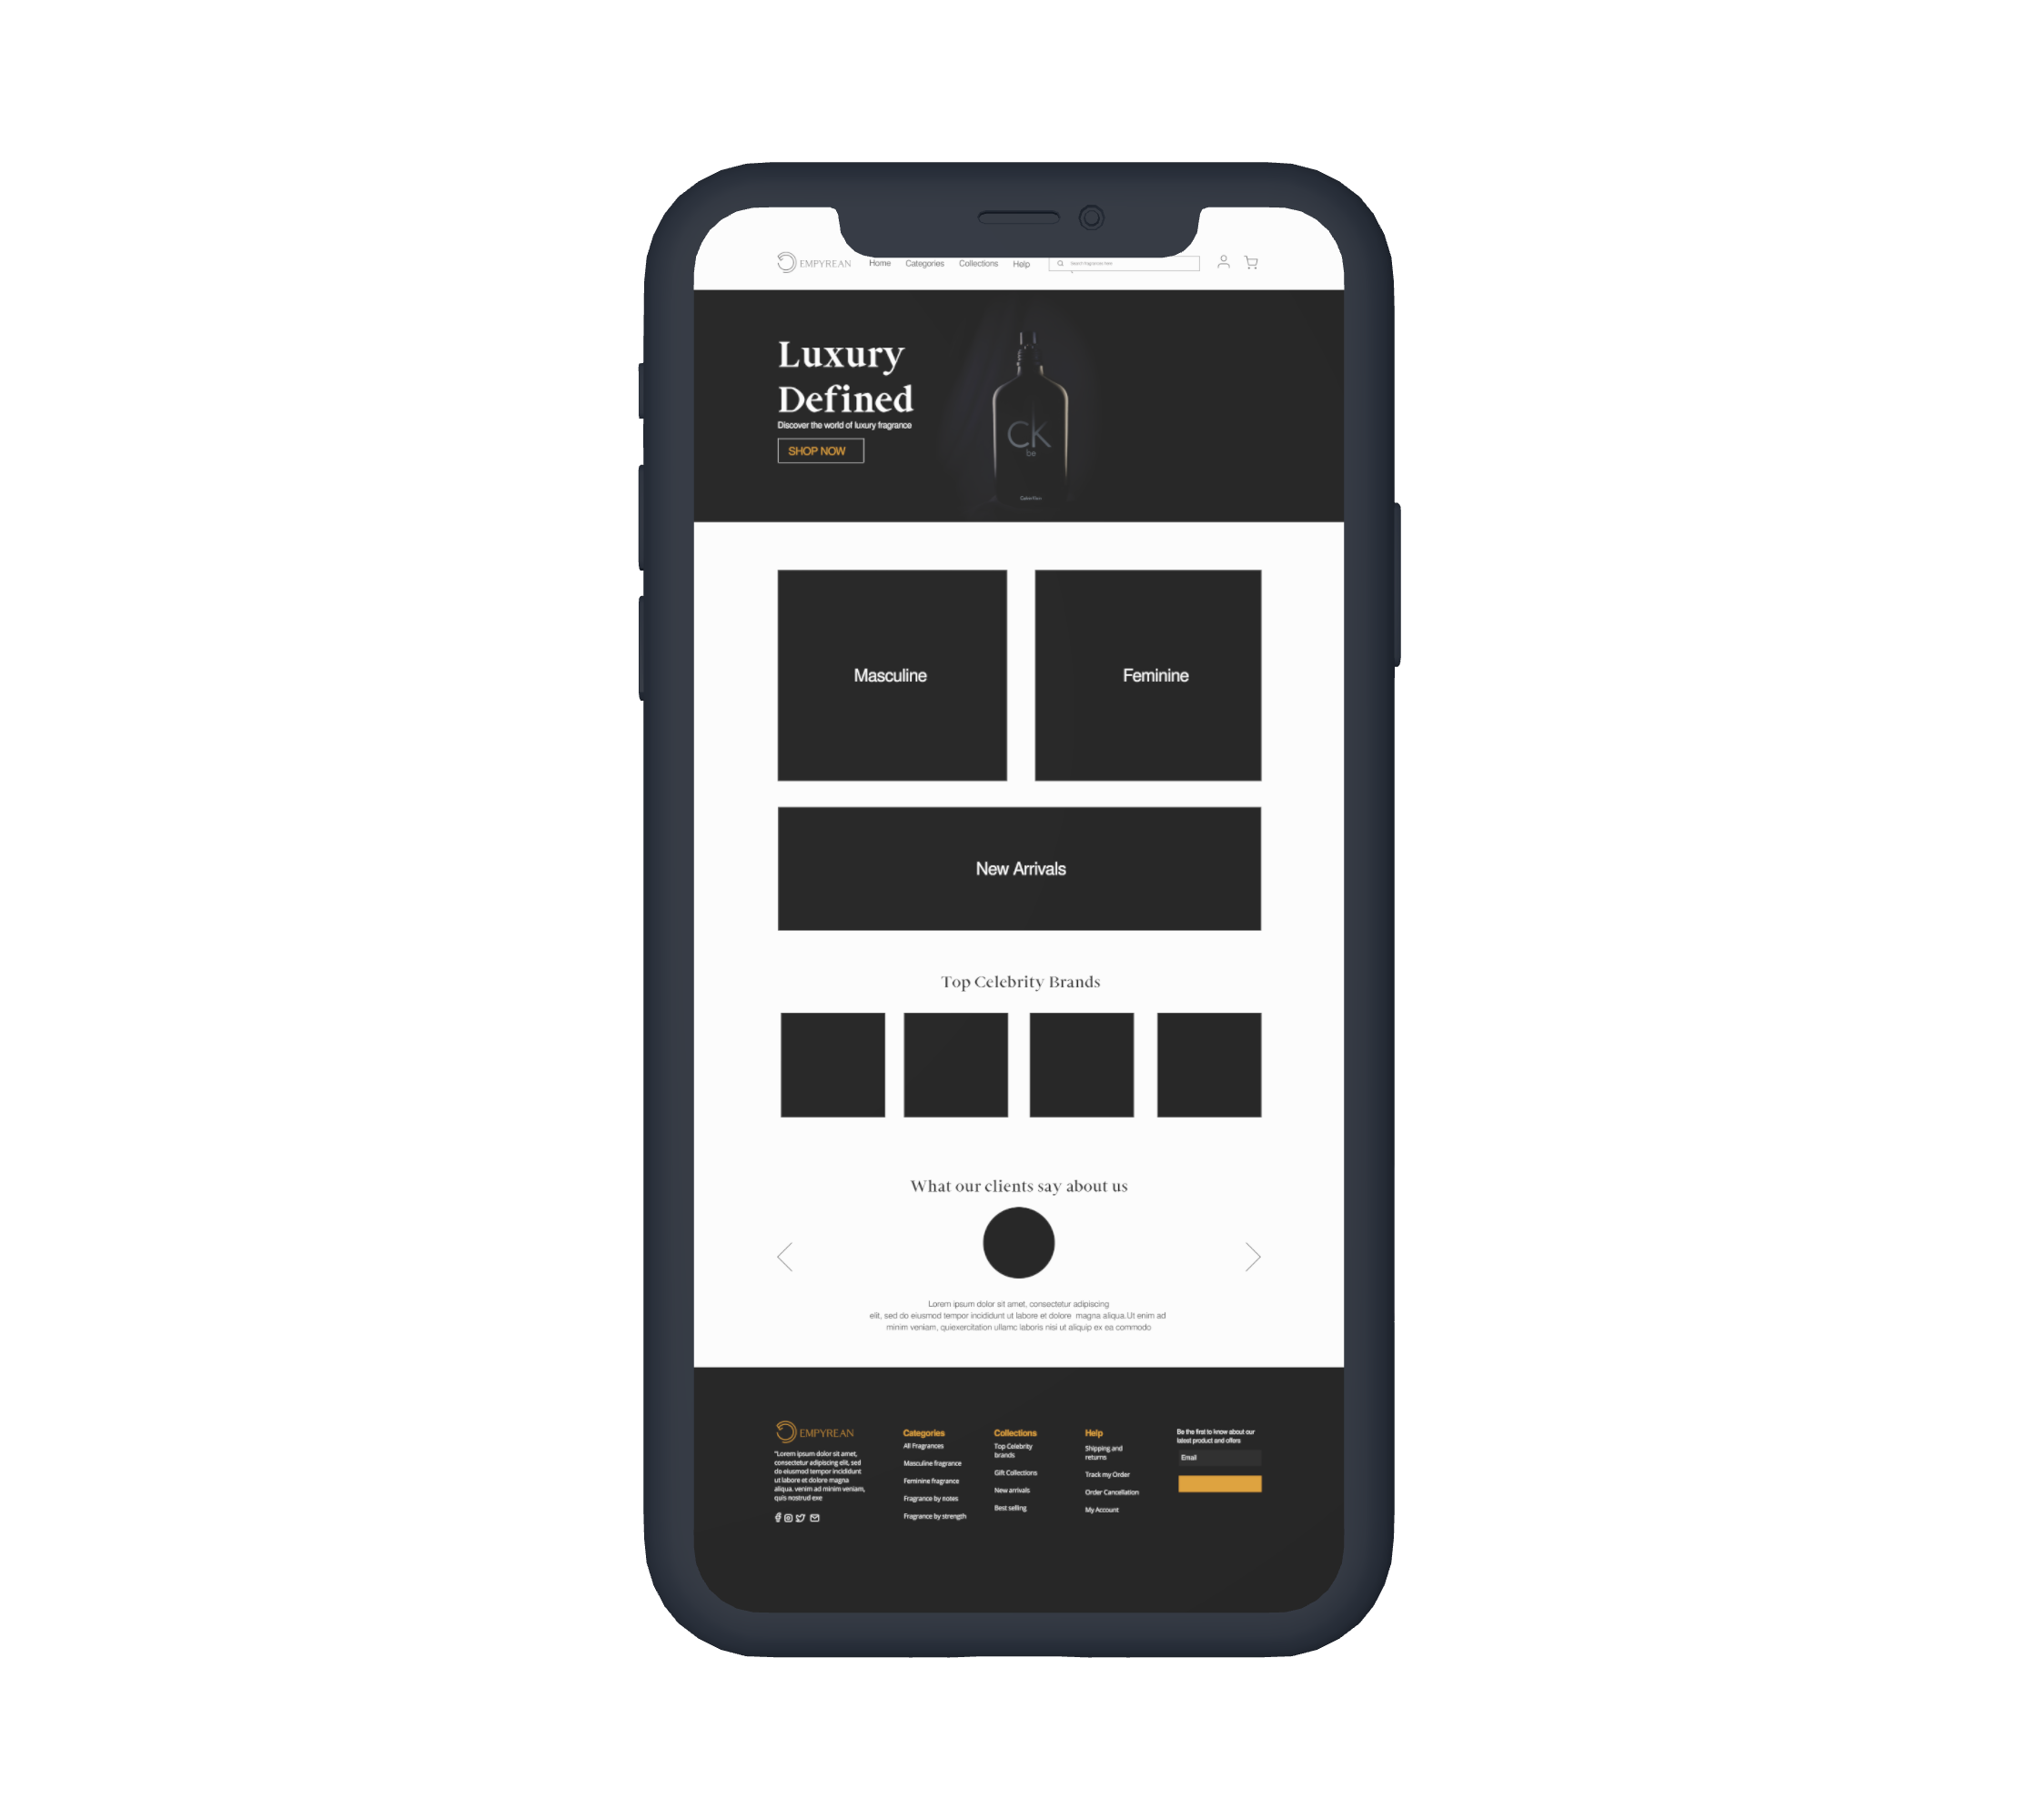 EMPYREAN Home Categories Collections Help Search fragrances here
Luxury
Defined
Discover the world of luxury fragrance
SHOP NOW
CK
be
Calvin Klein
Masculine
Feminine
New Arrivals
Top Celebrity Brands
What our clients say about us
Lorem ipsum dolor sit amet, consectetur adipiscing
elit, sed do eiusmod tempor incididunt ut labore et dolore magna aliqua.Ut enim ad
minim veniam, quiexercitation ullamc laboris nisi ut aliquip ex ea commodo
EMPYREAN
"Lorem ipsum dolor sit amet,
consectetur adipiscing elit, sed
do eiusmod tempor incididunt
ut labore et dolore magna
aliqua. venim ad minim veniam,
quis nostrud exe
Categories
All Fragrances
Masculine fragrance
Feminine fragrance
Fragrance by notes
Fragrance by strength
Collections
Top Celebrity
brands
Gift Collections
New arrivals
Best selling
Help
Shipping and
returns
Track my Order
Order Cancellation
My Account
Be the first to know about our
latest product and offers
Email